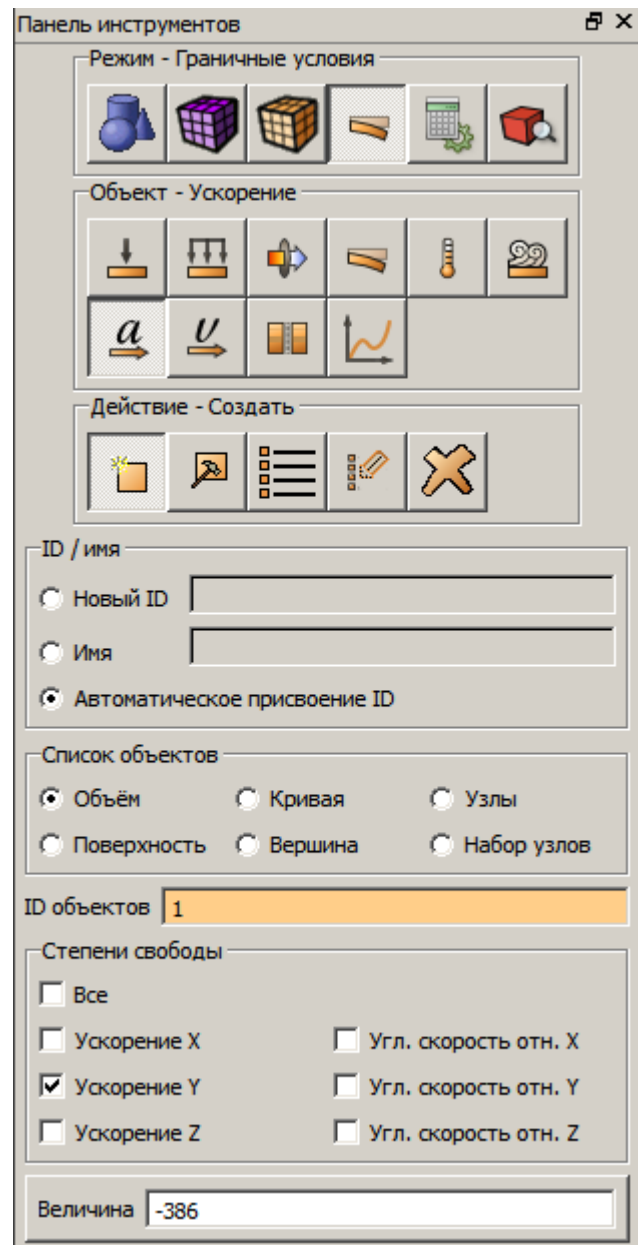 Панель инструментов
Режим - Граничные условия
Объект - Ускорение
a v
Действие - Создать
ID / имя
Новый ID
Имя
Автоматическое присвоение ID
Список объектов
Объём Кривая Узлы
Поверхность Вершина Набор узлов
ID объектов 1
Степени свободы
Все
Ускорение X Угл. скорость отн. X
Ускорение Y Угл. скорость отн. Y
Ускорение Z Угл. скорость отн. Z
Величина -386